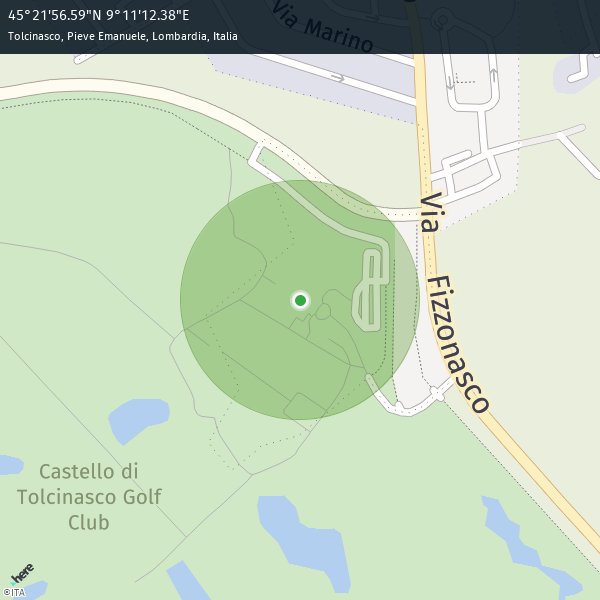 45°21'56.59"N 9°11'12.38"E
Tolcinasco, Pieve Emanuele, Lombardia, Italia
Via Marino
Via Fizzonasco
Castello di
Tolcinasco Golf
Club
here
©ITA